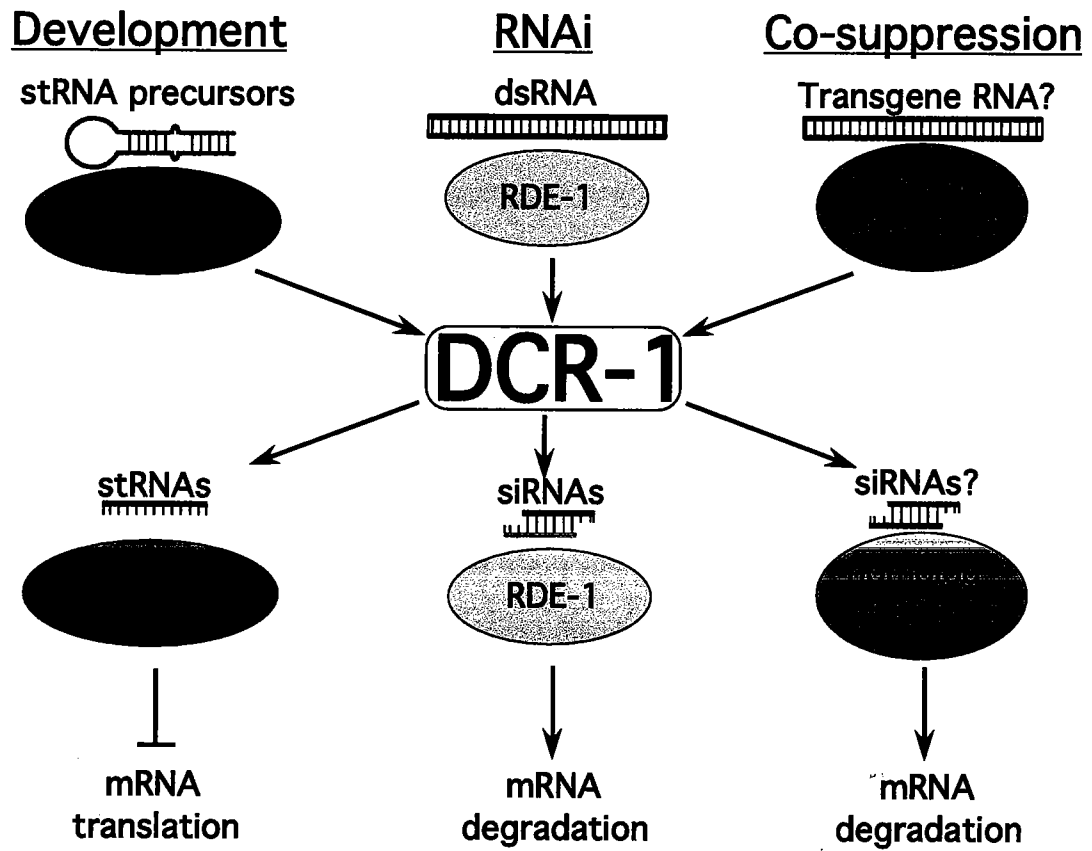 Development
RNAi
Co-suppression
stRNA precursors
dsRNA
Transgene RNA?
RDE-1
DCR-1
stRNAs
siRNAs
siRNAs?
RDE-1
mRNA
translation
mRNA
degradation
mRNA
degradation